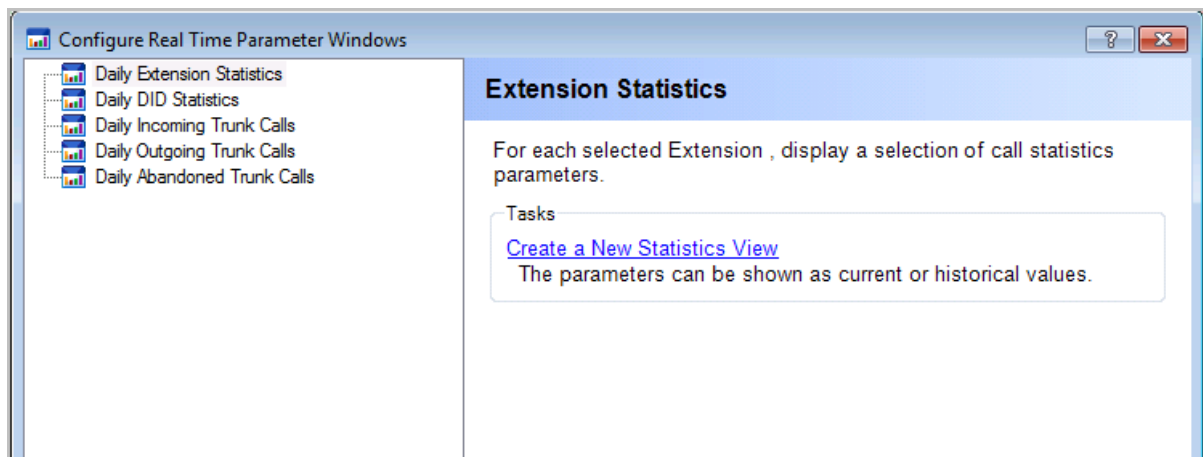 Configure Real Time Parameter Windows
Daily Extension Statistics
Daily DID Statistics
Daily Incoming Trunk Calls
Daily Outgoing Trunk Calls
Daily Abandoned Trunk Calls
Extension Statistics
For each selected Extension , display a selection of call statistics
parameters.
Tasks
Create a New Statistics View
The parameters can be shown as current or historical values.